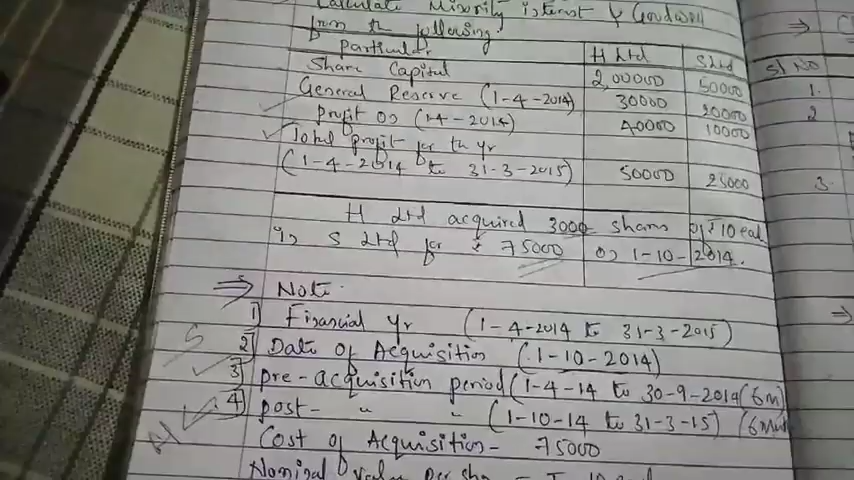 Calculate Minority interest & Goodwill
from the following.
Particular H Ltd S Ltd
Share Capital 2,00000 50000
General Reserve (1-4-2014) 30000 20000
Profit on (1-4-2014) 40000 10000
Total profit for the yr
(1-4-2014 to 31-3-2015) 50000 25000
H Ltd acquired 3000 shares of ₹10 each
in S Ltd for ₹ 75000 on 1-10-2014.
⇒ Note:
1] Financial yr (1-4-2014 to 31-3-2015)
2] Date of Acquisition (1-10-2014)
3] pre-acquisition period (1-4-14 to 30-9-2014 (6m)
4] post- " " (1-10-14 to 31-3-15)
Cost of Acquisition - 75000
Nominal value per
Sl No
1.
2
3.